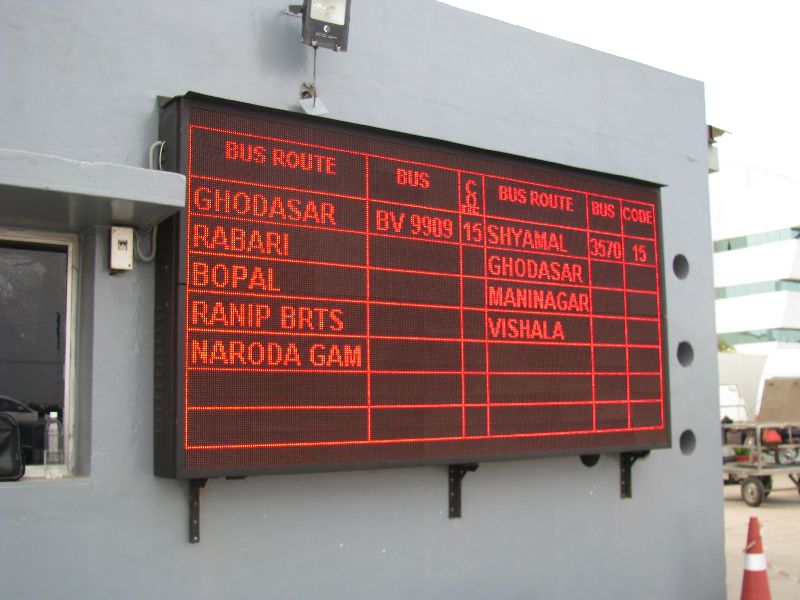 BUS ROUTE BUS CODE BUS ROUTE BUS CODE
GHODASAR BV 9909 15 SHYAMAL 3570 15
RABARI GHODASAR
BOPAL MANINAGAR
RANIP BRTS VISHALA
NARODA GAM